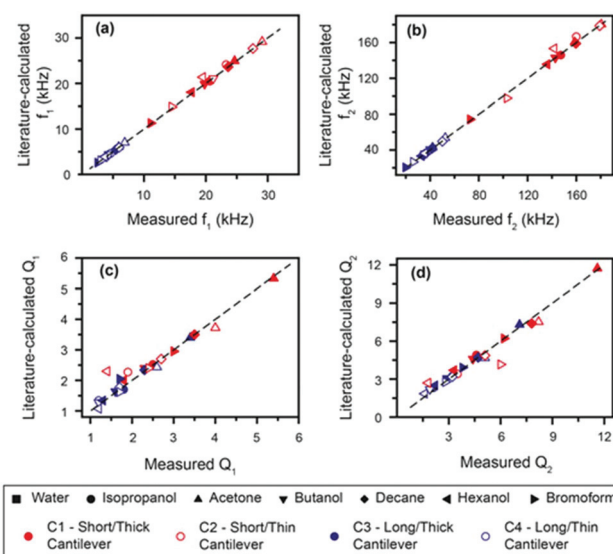 (a)
Literature-calculated
f₁ (kHz)
30
20
10
0
10 20 30
Measured f₁ (kHz)
(b)
Literature-calculated
f₂ (kHz)
160
120
80
40
40 80 120 160
Measured f₂ (kHz)
(c)
Literature-calculated Q₁
6
5
4
3
2
1
1 2 3 4 5 6
Measured Q₁
(d)
Literature-calculated Q₂
12
9
6
3
0
3 6 9 12
Measured Q₂
Water Isopropanol Acetone Butanol Decane Hexanol Bromoform
C1 - Short/Thick C2 - Short/Thin C3 - Long/Thick C4 - Long/Thin
Cantilever Cantilever Cantilever Cantilever